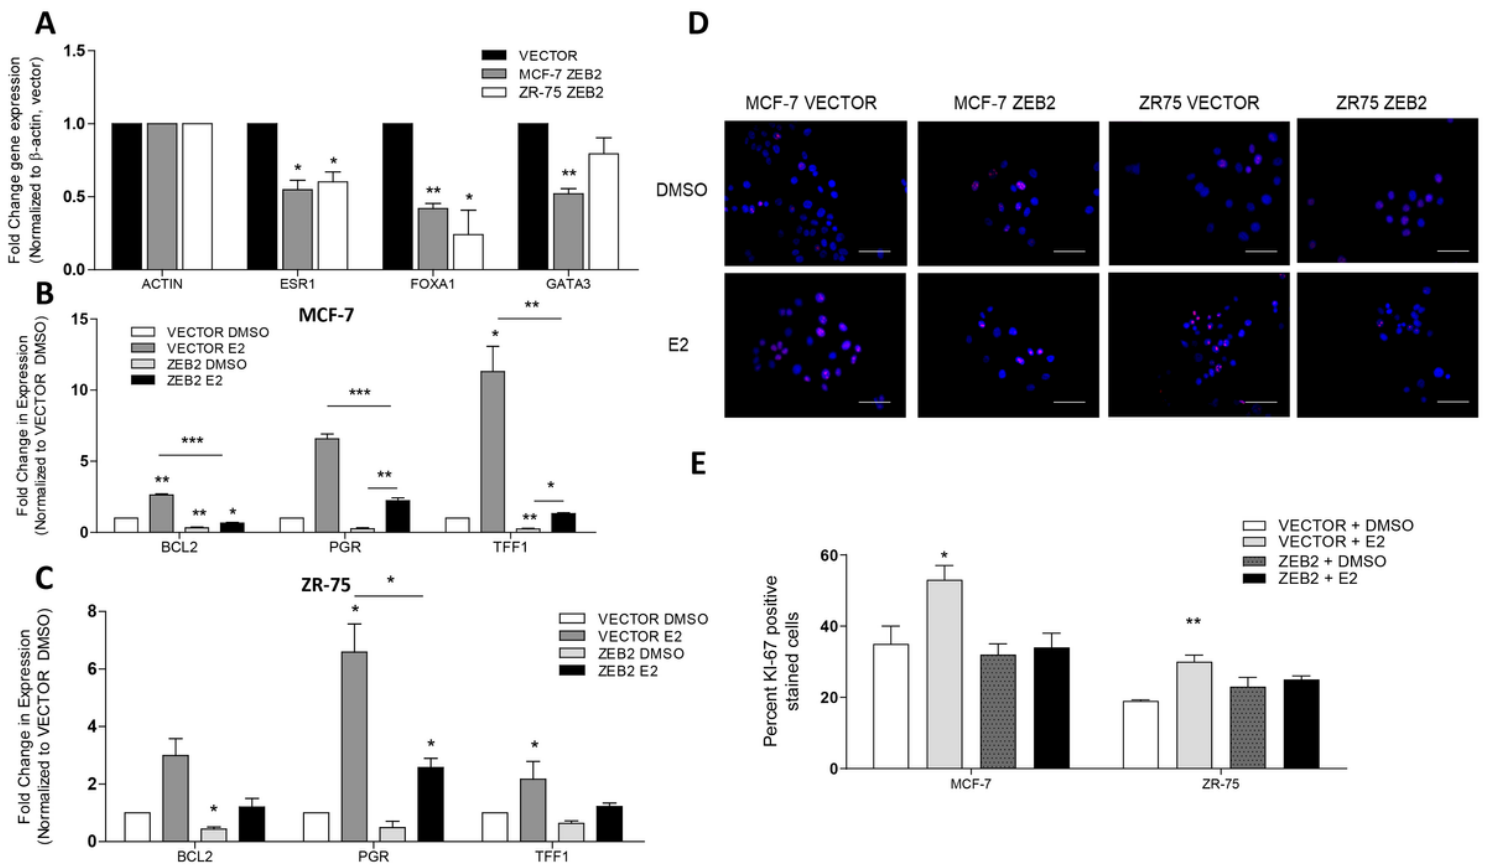 A
Fold Change gene expression
(Normalized to β-actin, vector)
1.5
1.0
0.5
0.0
VECTOR
MCF-7 ZEB2
ZR-75 ZEB2
* *
** *
**
ACTIN ESR1 FOXA1 GATA3
B
MCF-7
Fold Change in Expression
(Normalized to VECTOR DMSO)
15
10
5
0
VECTOR DMSO
VECTOR E2
ZEB2 DMSO
ZEB2 E2
***
** ** *
***
**
**
*
** *
BCL2 PGR TFF1
C
ZR-75
Fold Change in Expression
(Normalized to VECTOR DMSO)
8
6
4
2
0
VECTOR DMSO
VECTOR E2
ZEB2 DMSO
ZEB2 E2
*
*
* * *
BCL2 PGR TFF1
D
MCF-7 VECTOR MCF-7 ZEB2 ZR75 VECTOR ZR75 ZEB2
DMSO
E2
E
Percent KI-67 positive
stained cells
60
40
20
0
VECTOR + DMSO
VECTOR + E2
ZEB2 + DMSO
ZEB2 + E2
*
**
MCF-7 ZR-75